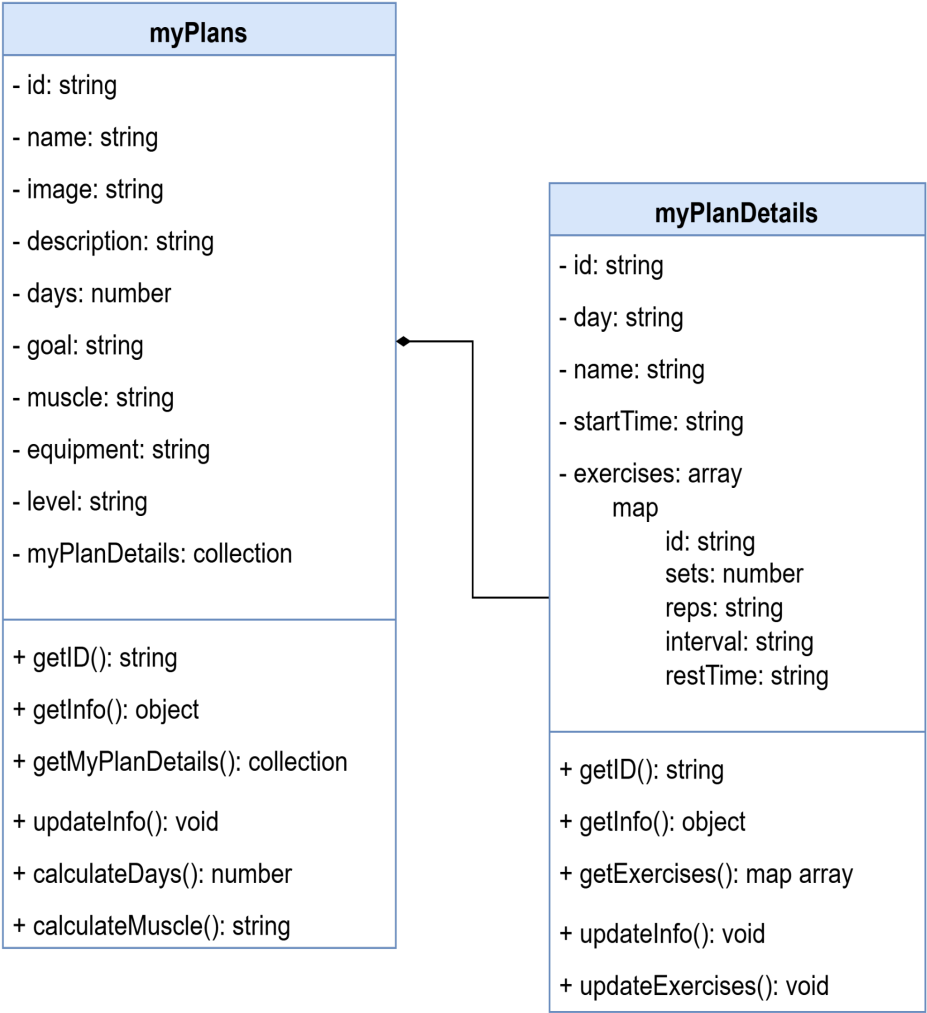 myPlans
- id: string
- name: string
- image: string
- description: string
- days: number
- goal: string
- muscle: string
- equipment: string
- level: string
- myPlanDetails: collection
+ getID(): string
+ getInfo(): object
+ getMyPlanDetails(): collection
+ updateInfo(): void
+ calculateDays(): number
+ calculateMuscle(): string
myPlanDetails
- id: string
- day: string
- name: string
- startTime: string
- exercises: array
map
id: string
sets: number
reps: string
interval: string
restTime: string
+ getID(): string
+ getInfo(): object
+ getExercises(): map array
+ updateInfo(): void
+ updateExercises(): void